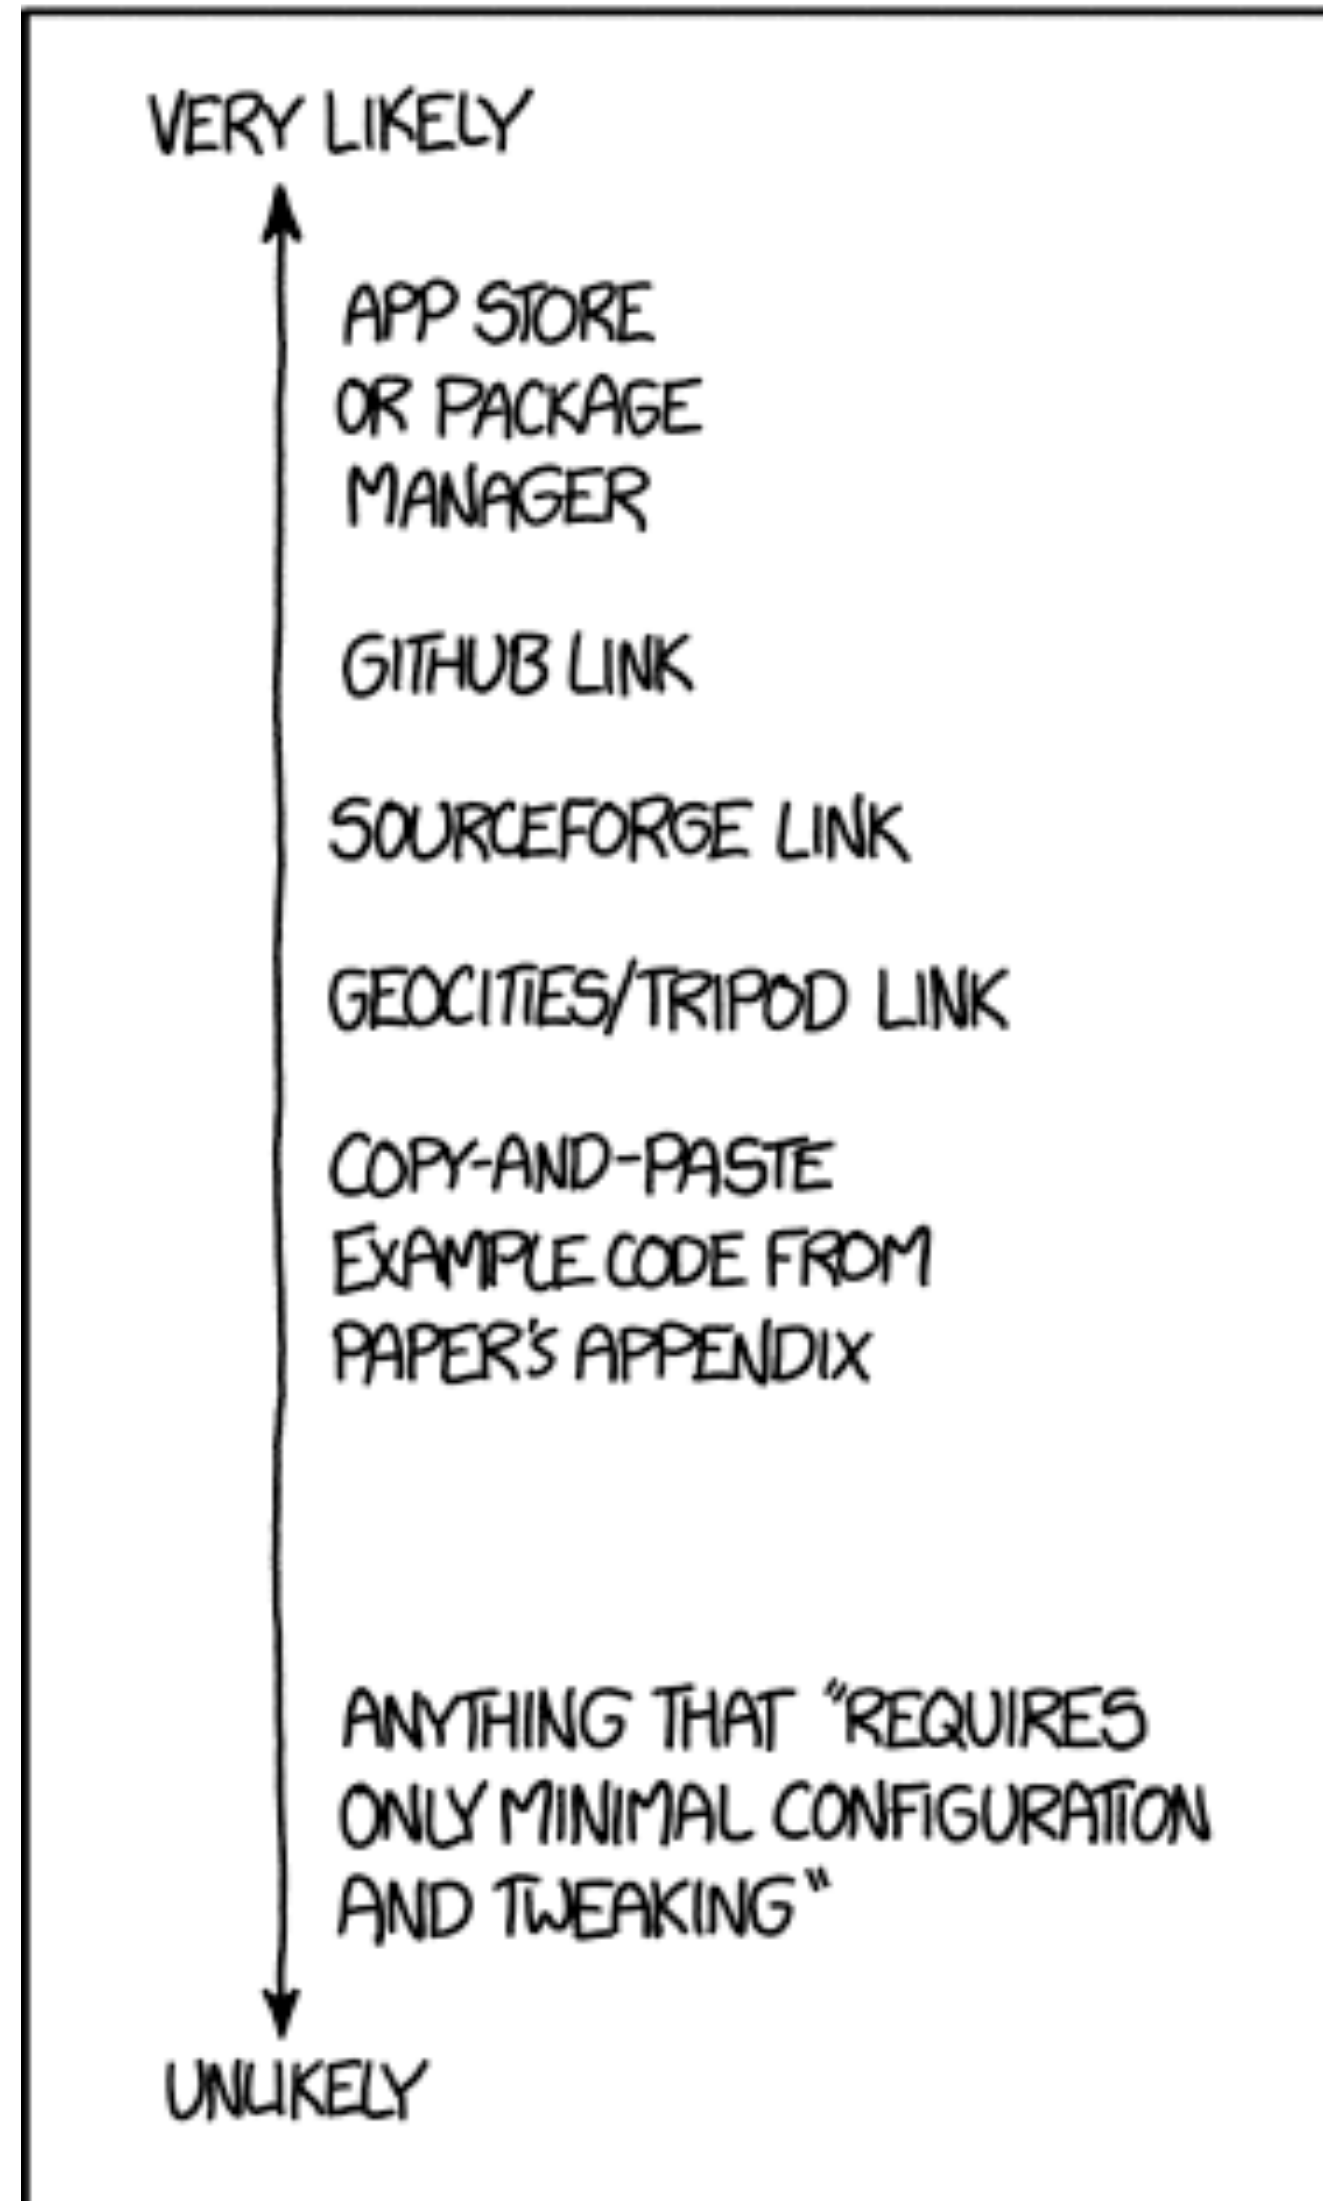 VERY LIKELY
APP STORE
OR PACKAGE
MANAGER
GITHUB LINK
SOURCEFORGE LINK
GEOCITIES/TRIPOD LINK
COPY-AND-PASTE
EXAMPLE CODE FROM
PAPER'S APPENDIX
ANYTHING THAT "REQUIRES
ONLY MINIMAL CONFIGURATION
AND TWEAKING"
UNLIKELY